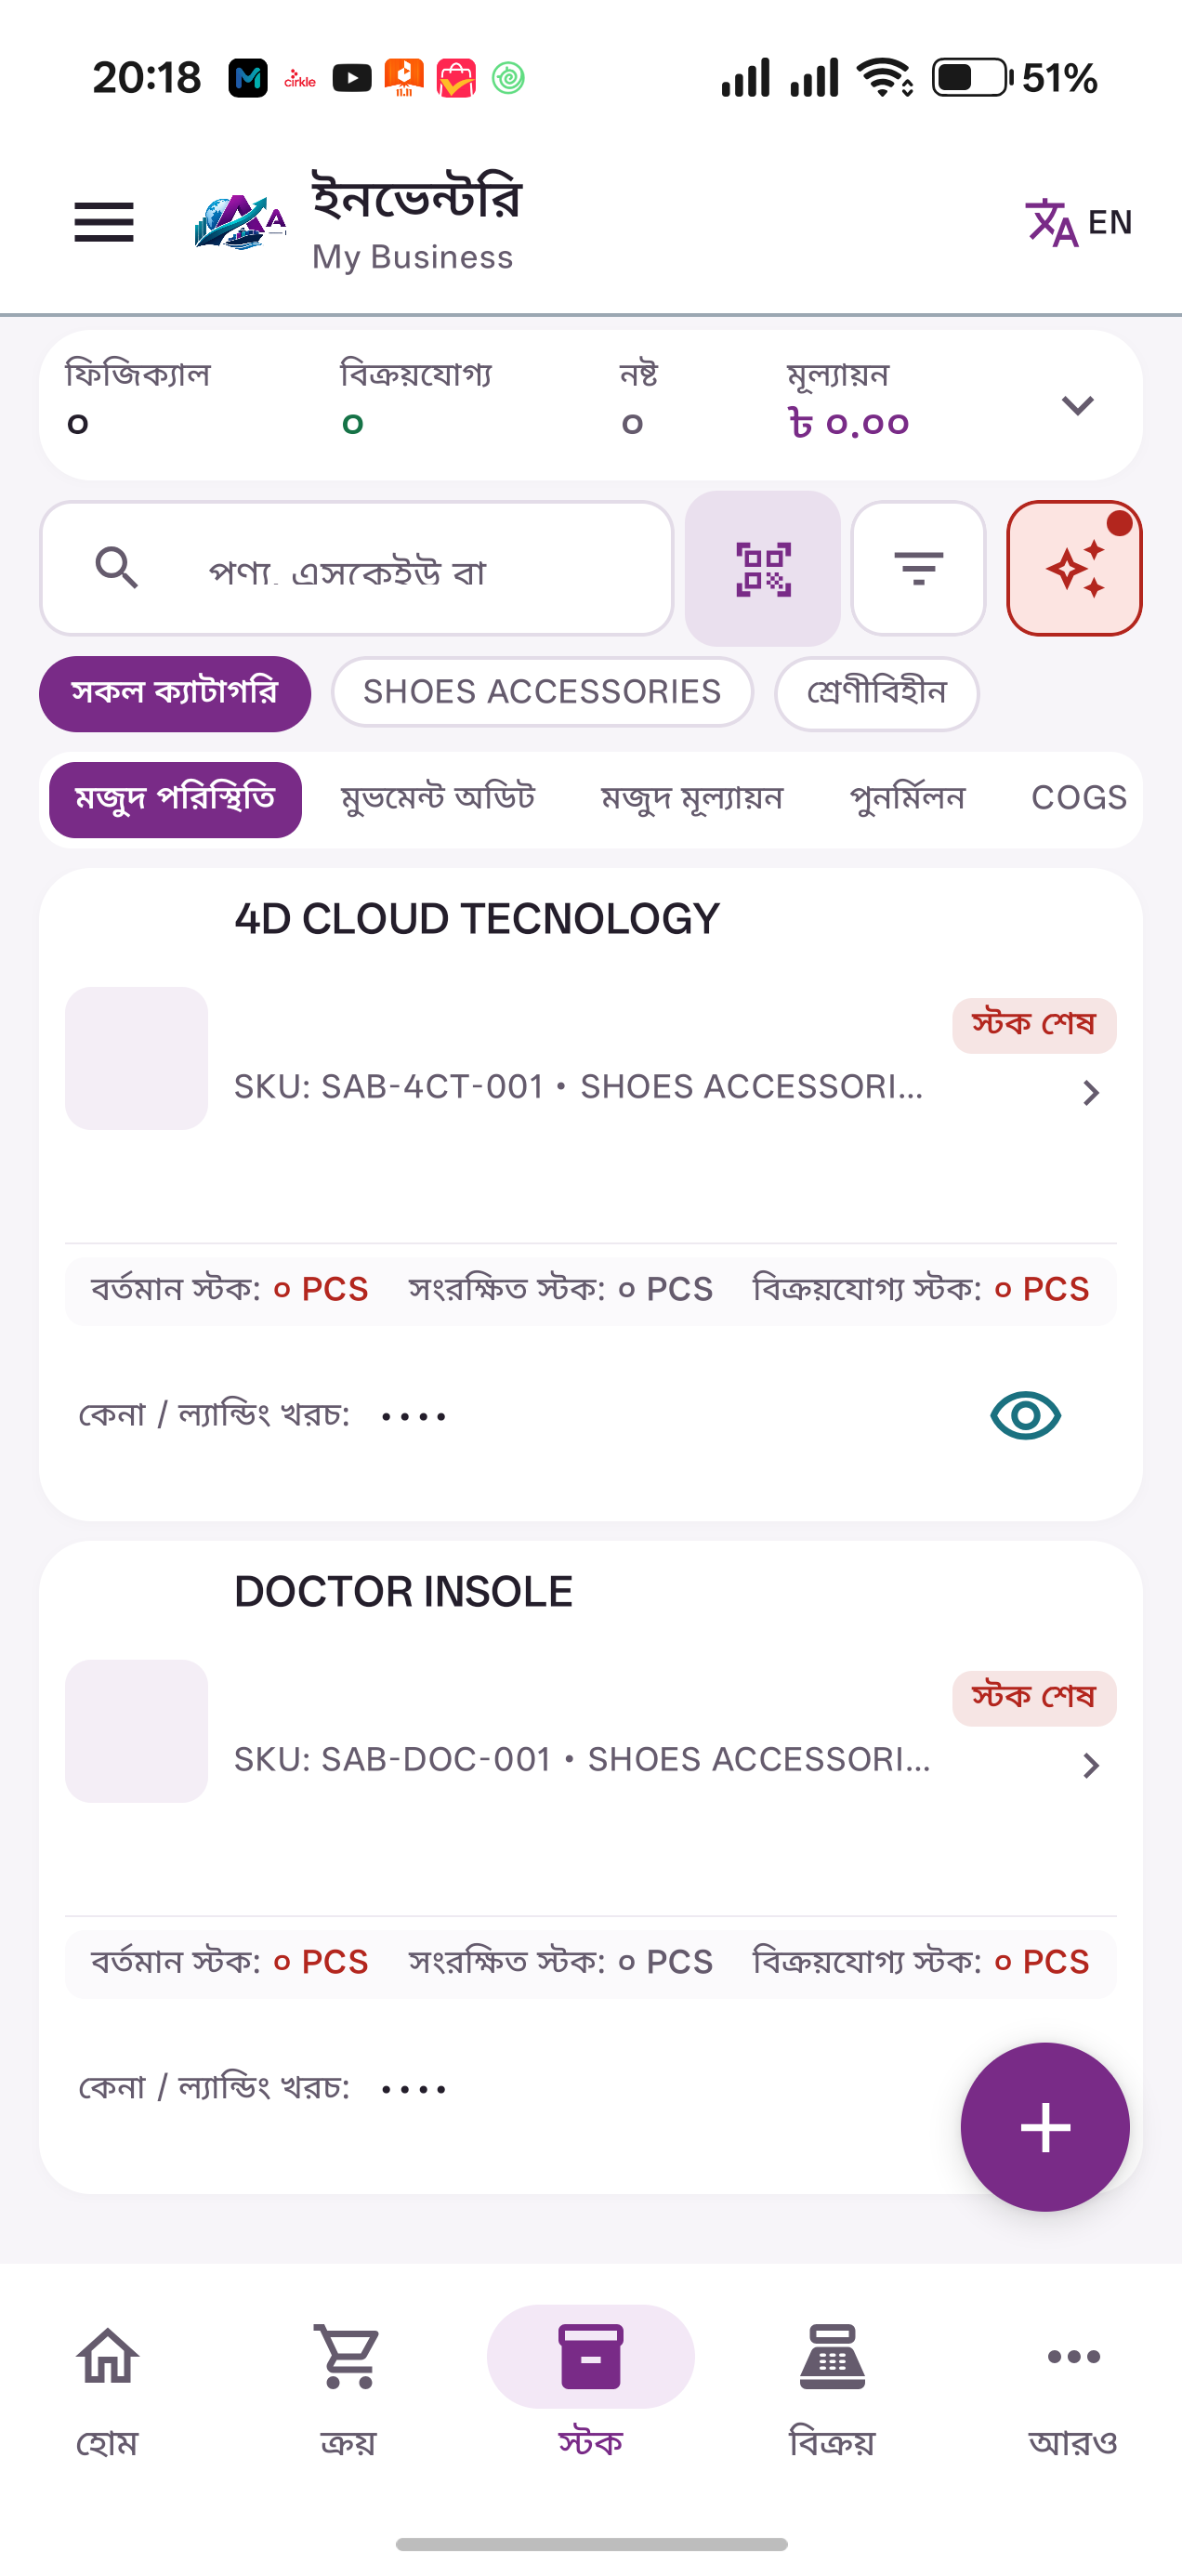 20:18
cirkle
11.11
51%
ইনভেন্টরি
My Business
EN
ফিজিক্যাল বিক্রয়যোগ্য নষ্ট মূল্যায়ন
০ ০ ০ ৳ ০.০০
পণ্য, এসকেইউ বা
সকল ক্যাটাগরি SHOES ACCESSORIES শ্রেণীবিহীন
মজুদ পরিস্থিতি মুভমেন্ট অডিট মজুদ মূল্যায়ন পুনর্মিলন COGS
4D CLOUD TECNOLOGY
স্টক শেষ
SKU: SAB-4CT-001 • SHOES ACCESSORI...
বর্তমান স্টক: ০ PCS সংরক্ষিত স্টক: ০ PCS বিক্রয়যোগ্য স্টক: ০ PCS
কেনা / ল্যান্ডিং খরচ: ••••
DOCTOR INSOLE
স্টক শেষ
SKU: SAB-DOC-001 • SHOES ACCESSORI...
বর্তমান স্টক: ০ PCS সংরক্ষিত স্টক: ০ PCS বিক্রয়যোগ্য স্টক: ০ PCS
কেনা / ল্যান্ডিং খরচ: ••••
হোম ক্রয় স্টক বিক্রয় আরও